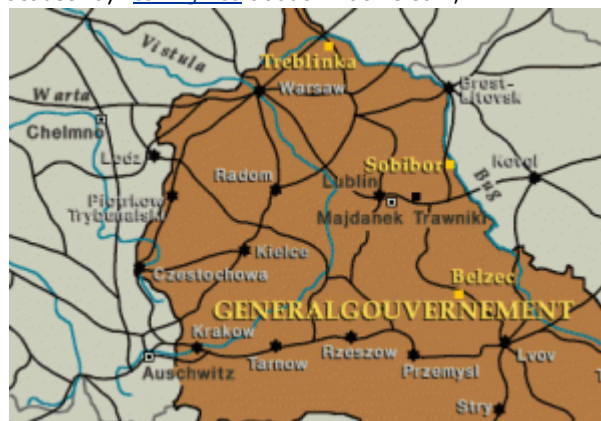 Vistula
Treblinka
Warta
Warsaw
Brest-
Litovsk
Chelmno
Lodz
Sobibor
Kovel
Radom
Lublin
Bug
Piotrkow
Trybunalski
Majdanek
Trawniki
Kielce
Czestochowa
Belzec
GENERALGOUVERNEMENT
Krakow
Rzeszow
Lvov
Tarnow
Przemysl
Auschwitz
Stry